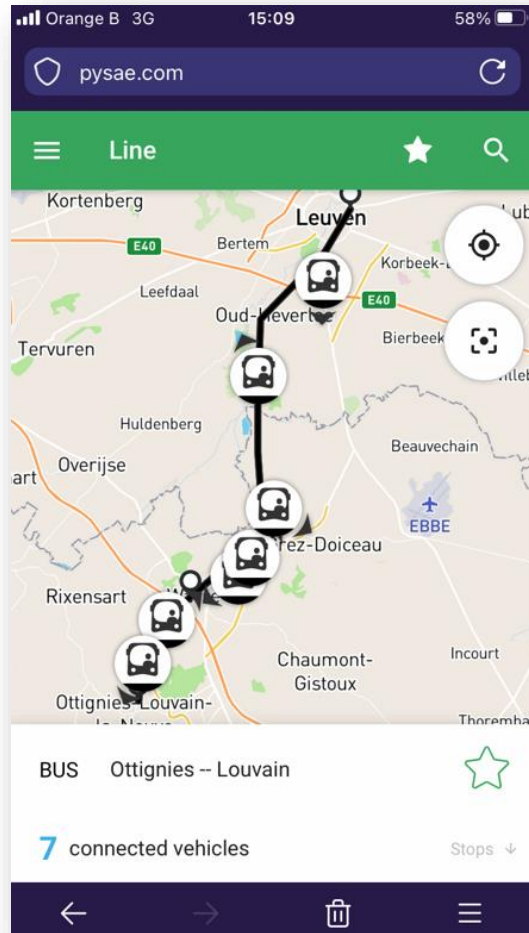 Orange B 3G 15:09 58%
pysae.com
Line
Kortenberg
Leuven
E40
Bertem
Korbeek-
Leefdaal
E40
Oud-Heverlee
Bierbeek
Tervuren
Huldenberg
Beauvechain
Overijse
EBBE
rez-Doiceau
Rixensart
Chaumont-
Gistoux
Incourt
Ottignies-Louvain-
BUS Ottignies -- Louvain
7 connected vehicles
Stops